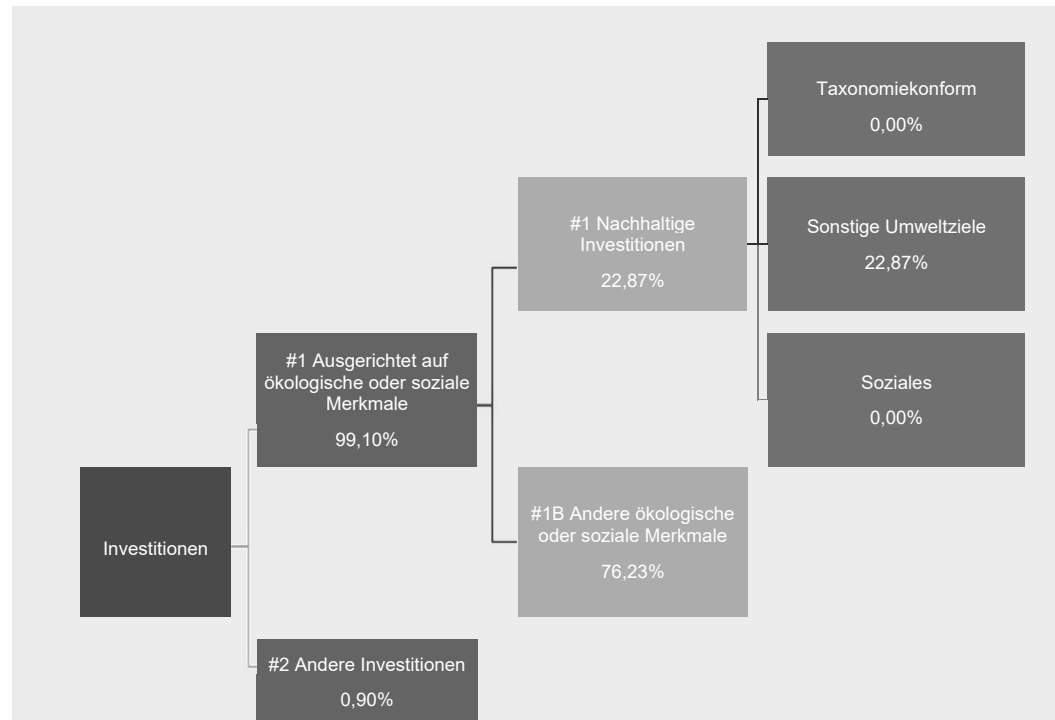 Taxonomiekonform
0,00%
#1 Nachhaltige
Investitionen
22,87%
Sonstige Umweltziele
22,87%
#1 Ausgerichtet auf
ökologische oder soziale
Merkmale
99,10%
Soziales
0,00%
Investitionen
#1B Andere ökologische
oder soziale Merkmale
76,23%
#2 Andere Investitionen
0,90%